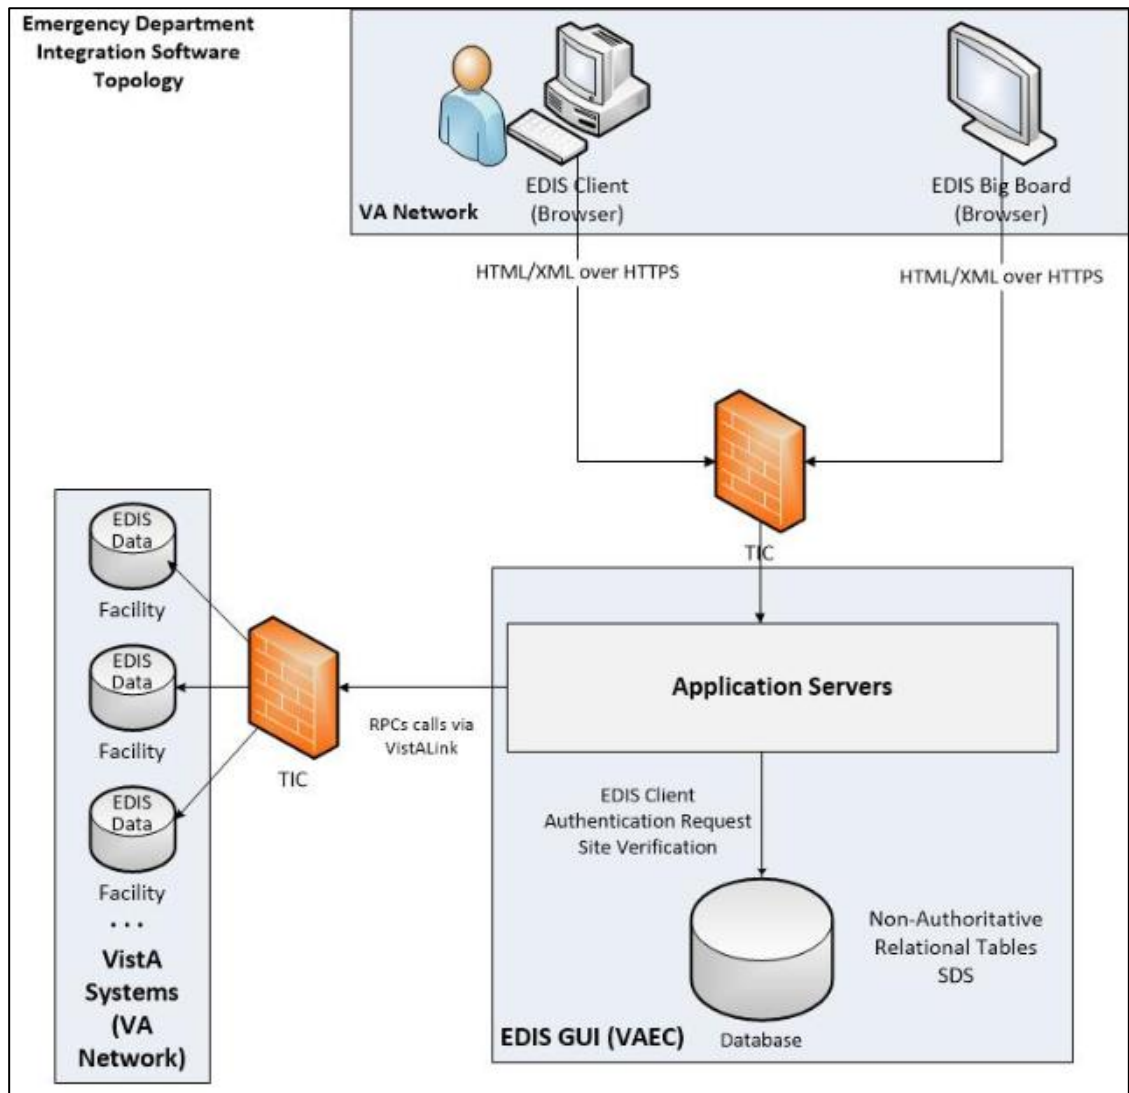 Emergency Department
Integration Software
Topology
EDIS Client
(Browser)
EDIS Big Board
(Browser)
VA Network
HTML/XML over HTTPS
HTML/XML over HTTPS
TIC
EDIS
Data
Facility
EDIS
Data
Facility
EDIS
Data
Facility
...
VistA
Systems
(VA
Network)
TIC
RPCs calls via
VistALink
Application Servers
EDIS Client
Authentication Request
Site Verification
Non-Authoritative
Relational Tables
SDS
Database
EDIS GUI (VAEC)